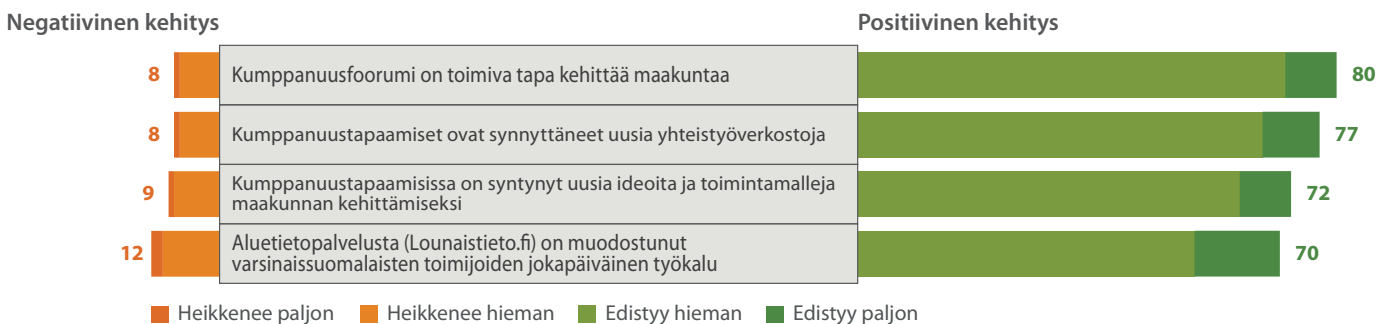 Negatiivinen kehitys
Positiivinen kehitys
8
Kumppanuusfoorumi on toimiva tapa kehittää maakuntaa
80
8
Kumppanuustapaamiset ovat synnyttäneet uusia yhteistyöverkostoja
77
9
Kumppanuustapaamisissa on syntynyt uusia ideoita ja toimintamalleja
maakunnan kehittämiseksi
72
12
Aluetietopalvelusta (Lounaistieto.fi) on muodostunut
varsinaissuomalaisten toimijoiden jokapäiväinen työkalu
70
Heikkenee paljon
Heikkenee hieman
Edistyy hieman
Edistyy paljon